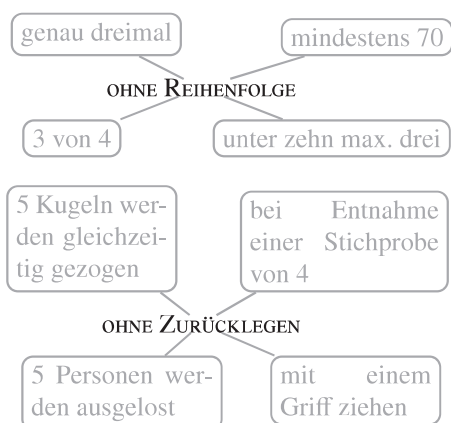 genau dreimal
mindestens 70
OHNE REIHENFOLGE
3 von 4
unter zehn max. drei
5 Kugeln wer-
den gleichzei-
tig gezogen
bei Entnahme
einer Stichprobe
von 4
OHNE ZURÜCKLEGEN
5 Personen wer-
den ausgelost
mit einem
Griff ziehen